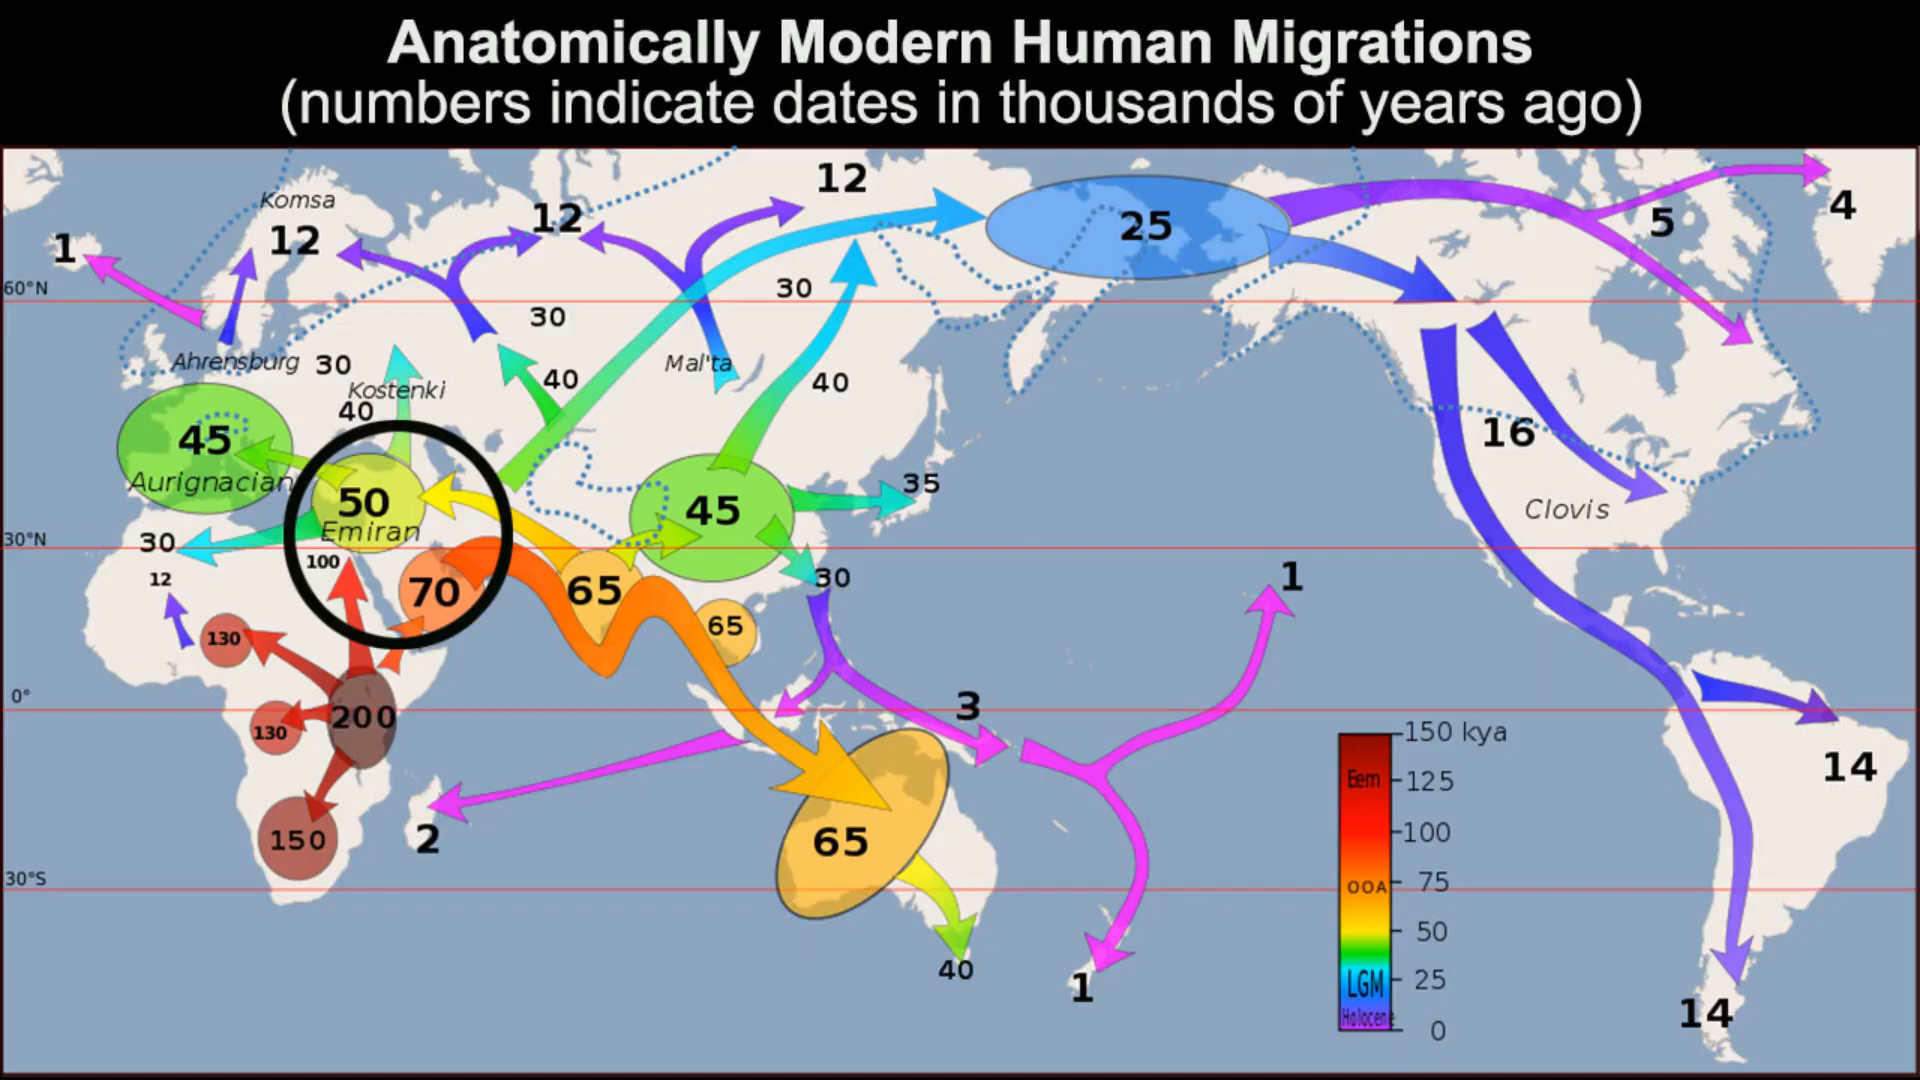 Anatomically Modern Human Migrations
(numbers indicate dates in thousands of years ago)
12
Komsa
12
12
4
5
1
25
60°N
30
30
Ahrensburg
30
Mal'ta
Kostenki
40
40
40
45
16
Aurignacian
35
50
45
Clovis
Emiran
30°N
30
100
12
30
1
70
65
65
130
0°
200
3
130
150 kya
14
Eem
125
100
150
2
65
30°S
OOA
75
50
40
LGM
25
1
14
Holocene
0